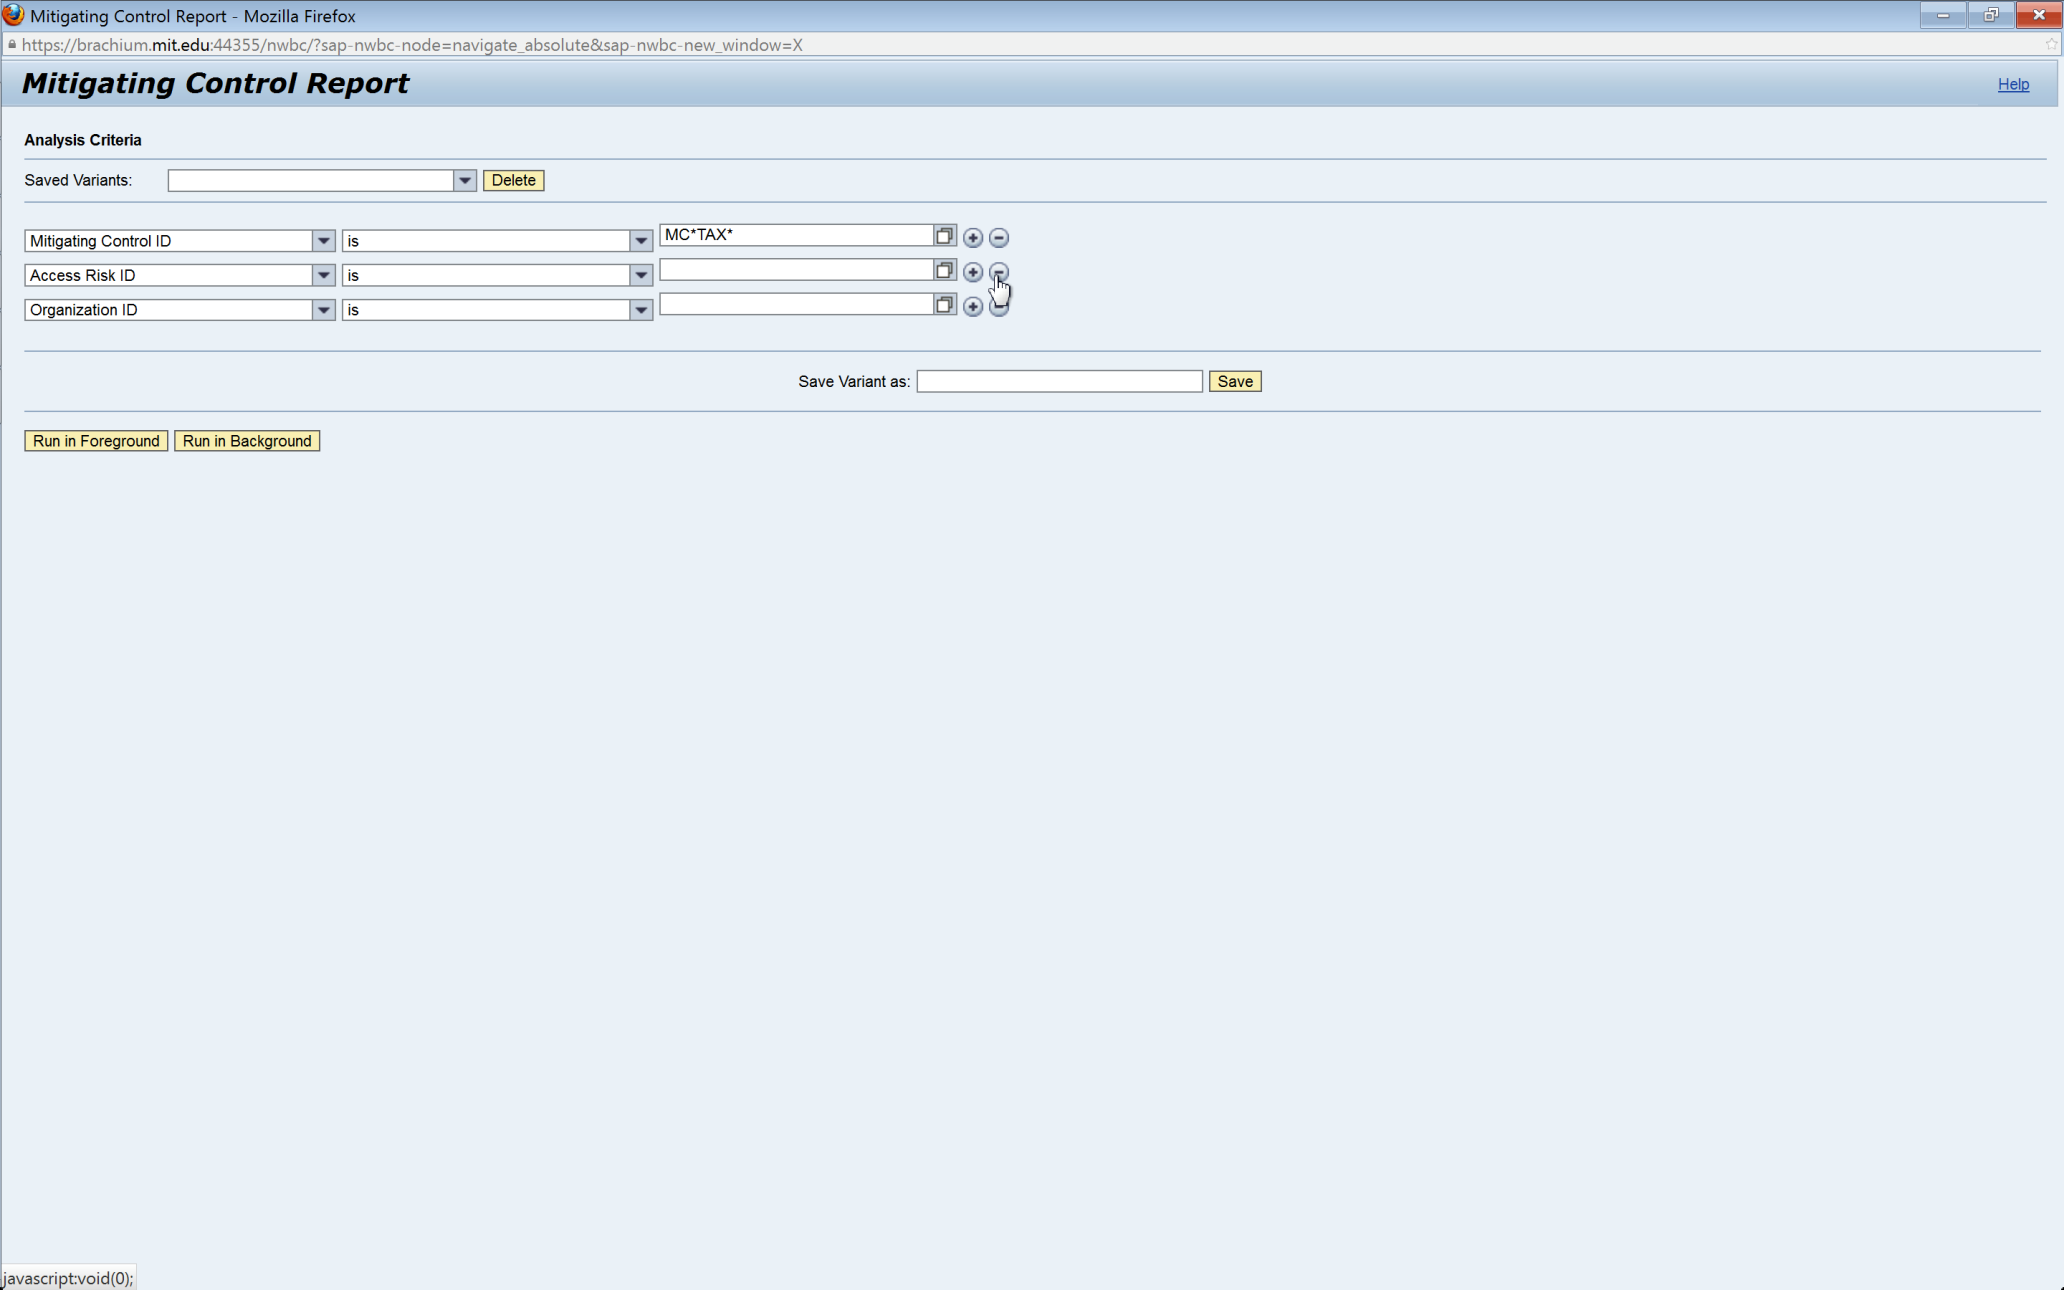 Mitigating Control Report - Mozilla Firefox
https://brachium.mit.edu:44355/nwbc/?sap-nwbc-node=navigate_absolute&sap-nwbc-new_window=X
Mitigating Control Report
Help
Analysis Criteria
Saved Variants:
Delete
Mitigating Control ID
is
MC*TAX*
Access Risk ID
is
Organization ID
is
Save Variant as:
Save
Run in Foreground
Run in Background
javascript:void(0);